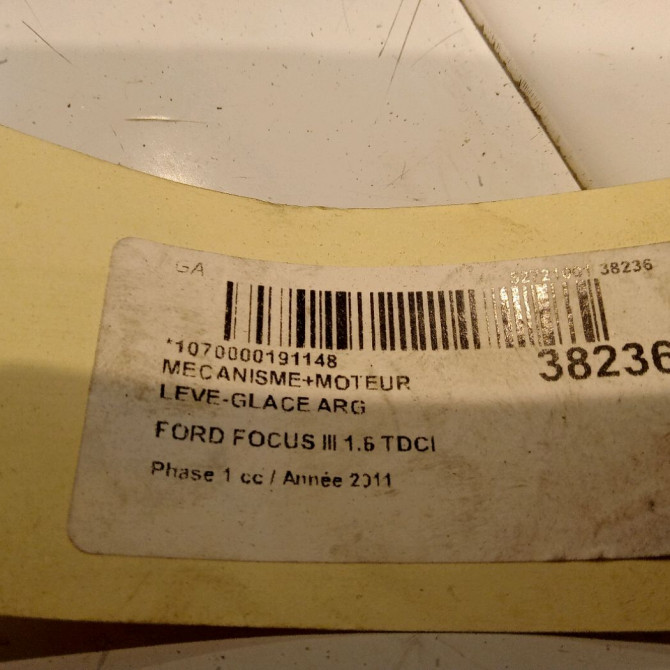 GA 38236
*1070000191148
38236
MECANISME+MOTEUR
LEVE-GLACE ARG
FORD FOCUS III 1.6 TDCI
Phase 1 cc / Année 2011